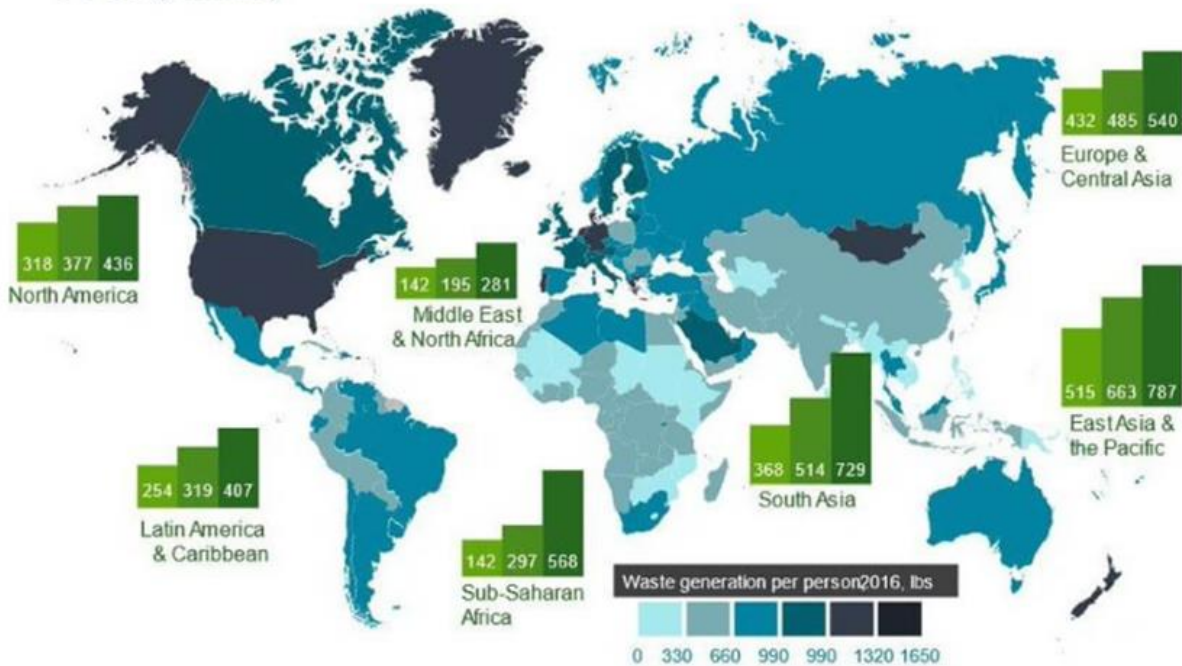 432 485 540
Europe &
Central Asia
318 377 436
North America
142 195 281
Middle East
& North Africa
515 663 787
East Asia &
the Pacific
368 514 729
South Asia
254 319 407
Latin America
& Caribbean
142 297 568
Sub-Saharan
Africa
Waste generation per person2016, lbs
0 330 660 990 990 1320 1650